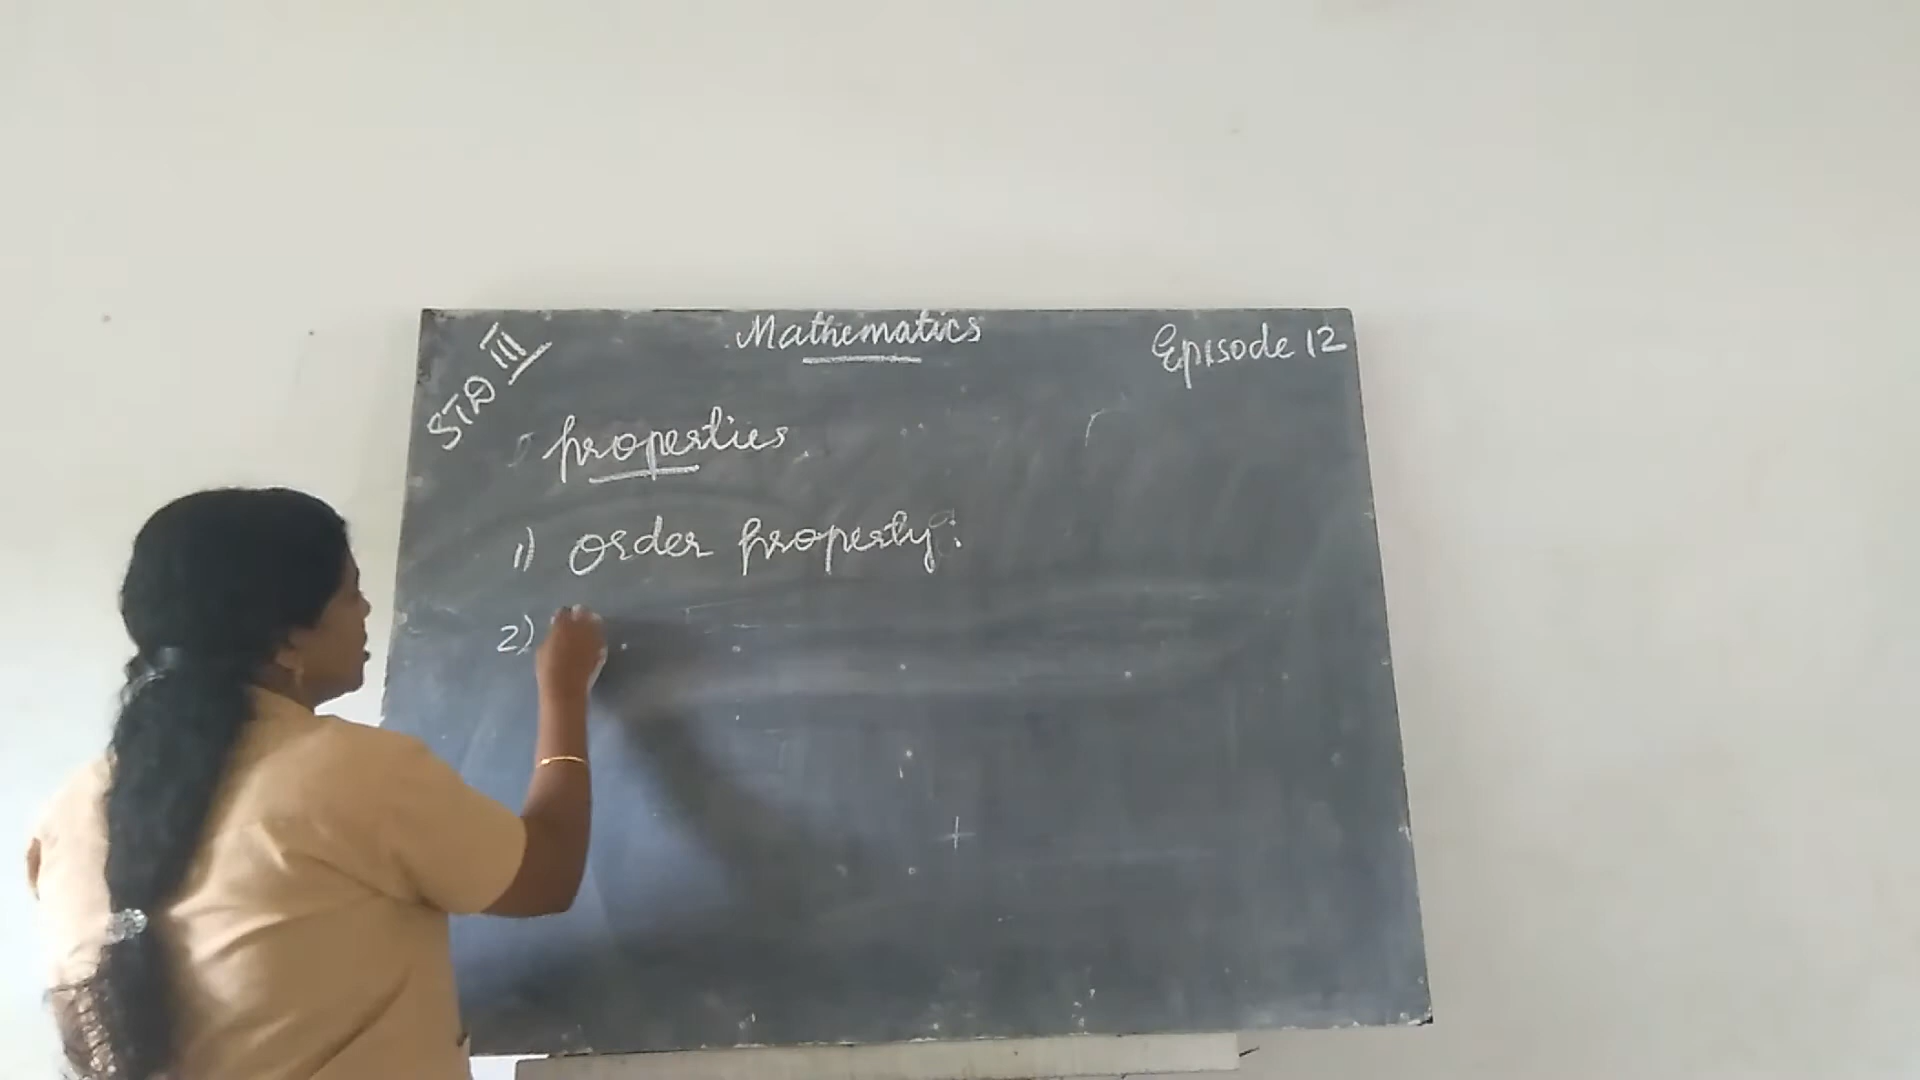 STD III
Mathematics
Episode 12
properties
1) order property:
2)